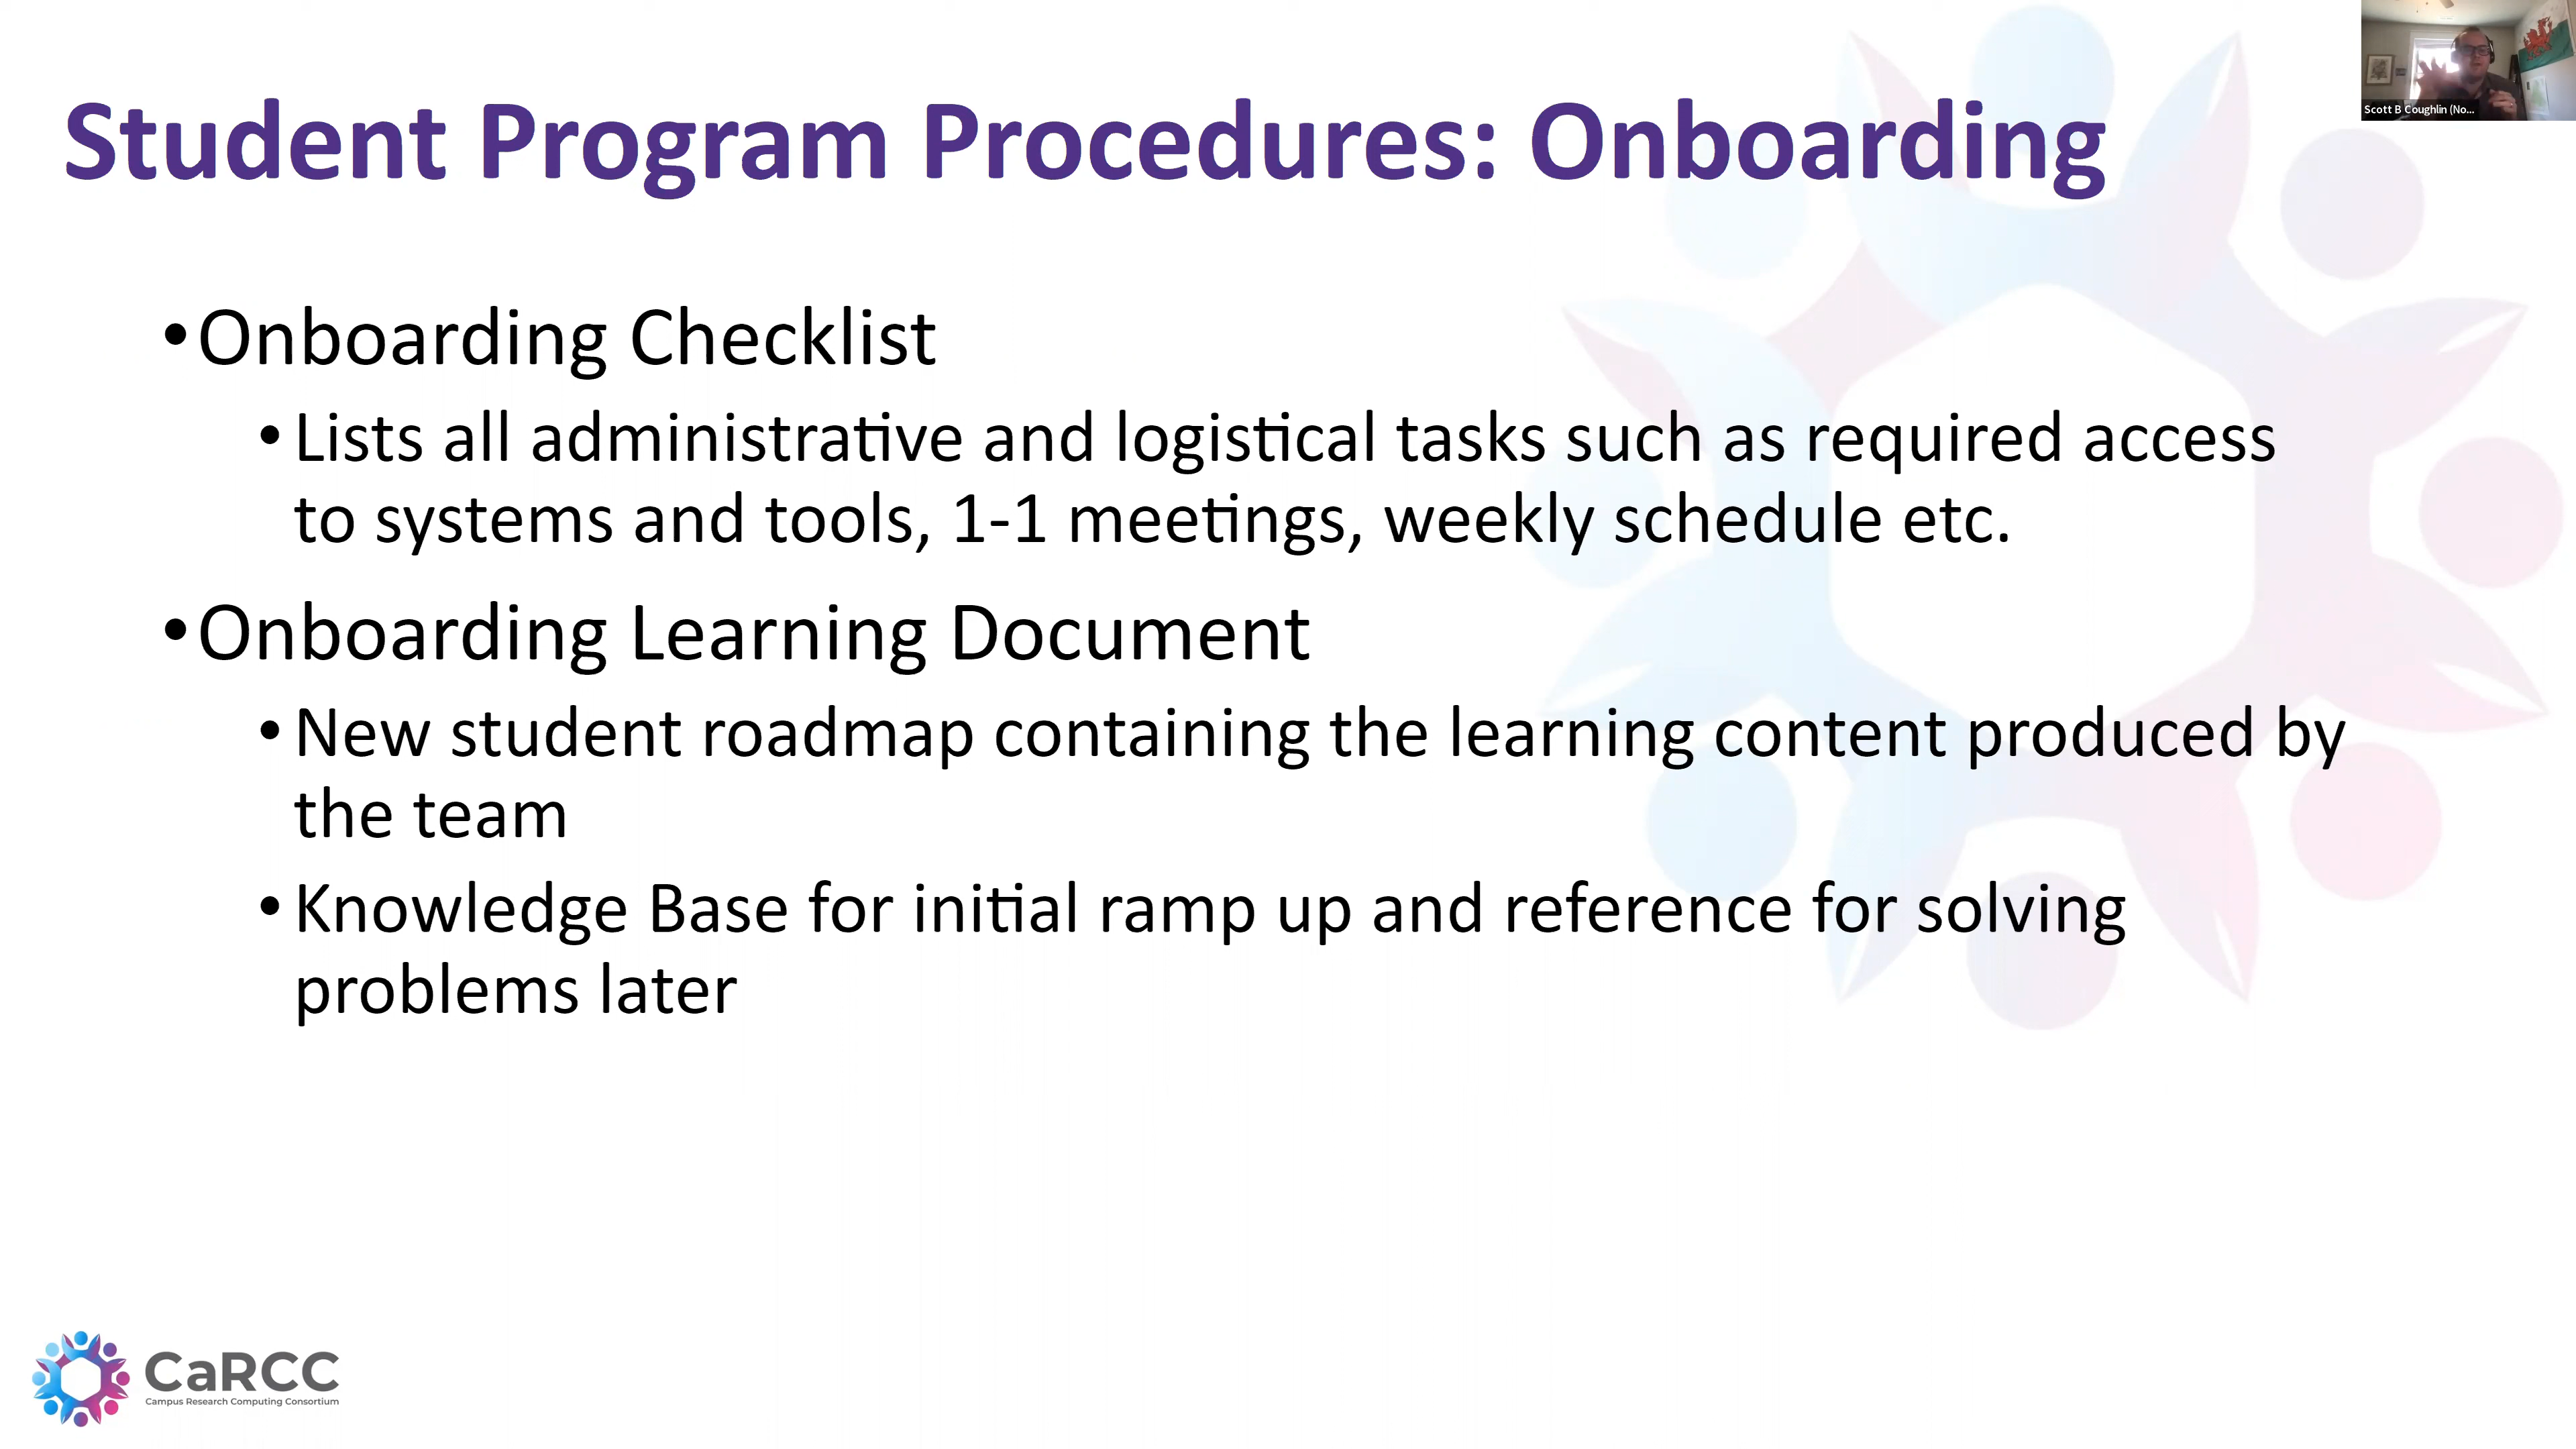 Student Program Procedures: Onboarding
Scott B Coughlin (No...
•Onboarding Checklist
•Lists all administrative and logistical tasks such as required access
to systems and tools, 1-1 meetings, weekly schedule etc.
•Onboarding Learning Document
•New student roadmap containing the learning content produced by
the team
•Knowledge Base for initial ramp up and reference for solving
problems later
CaRCC
Campus Research Computing Consortium